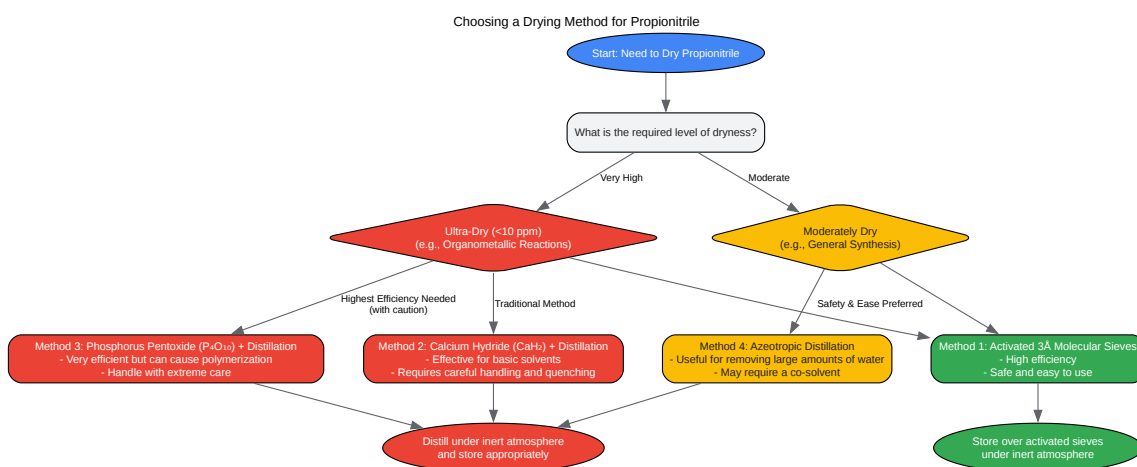 Choosing a Drying Method for Propionitrile
Start: Need to Dry Propionitrile
What is the required level of dryness?
Very High
Moderate
Ultra-Dry (<10 ppm)
(e.g., Organometallic Reactions)
Moderately Dry
(e.g., General Synthesis)
Highest Efficiency Needed
(with caution)
Traditional Method
Safety & Ease Preferred
Method 3: Phosphorus Pentoxide (P₄O₁₀) + Distillation
- Very efficient but can cause polymerization
- Handle with extreme care
Method 2: Calcium Hydride (CaH₂) + Distillation
- Effective for basic solvents
- Requires careful handling and quenching
Method 4: Azeotropic Distillation
- Useful for removing large amounts of water
- May require a co-solvent
Method 1: Activated 3Å Molecular Sieves
- High efficiency
- Safe and easy to use
Distill under inert atmosphere
and store appropriately
Store over activated sieves
under inert atmosphere